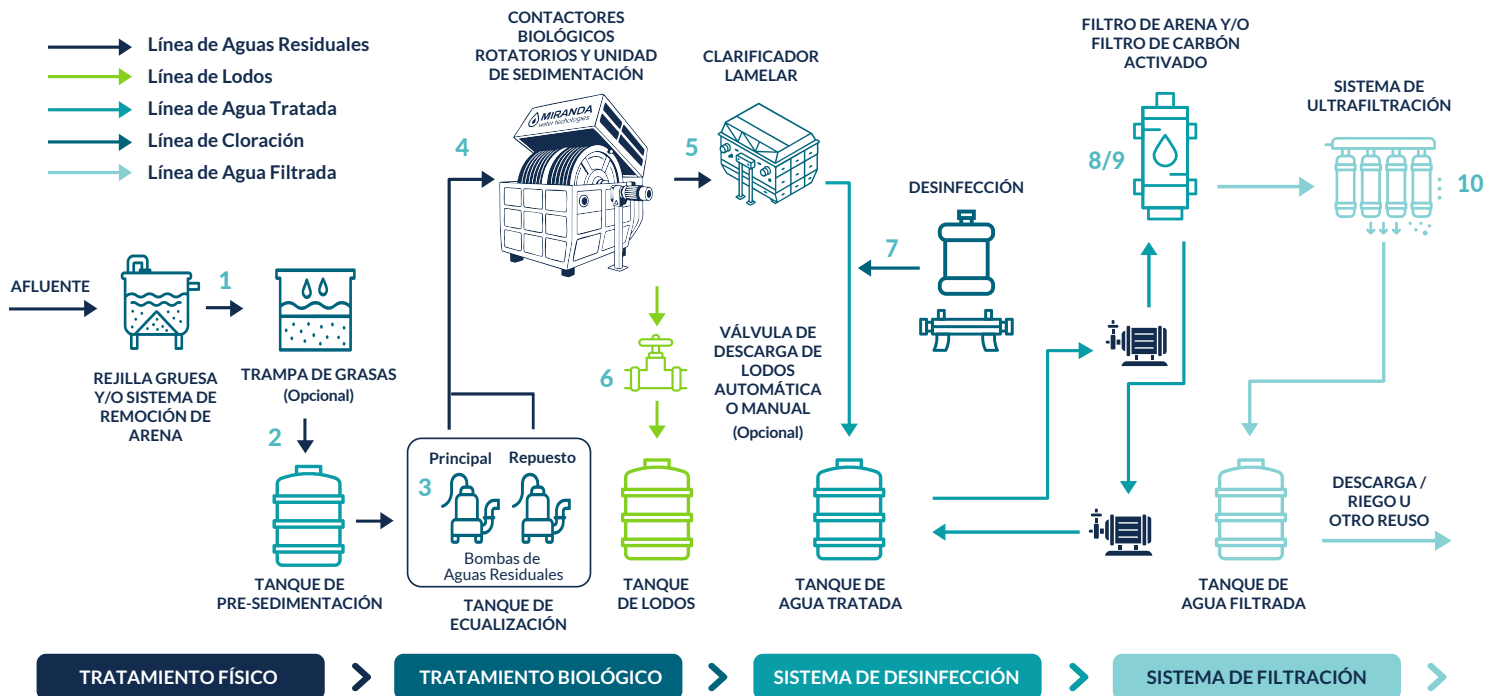 Línea de Aguas Residuales
Línea de Lodos
Línea de Agua Tratada
Línea de Cloración
Línea de Agua Filtrada
AFLUENTE
1
REJILLA GRUESA
Y/O SISTEMA DE
REMOCIÓN DE
ARENA
TRAMPA DE GRASAS
(Opcional)
2
TANQUE DE
PRE-SEDIMENTACIÓN
3
Principal
Repuesto
Bombas de
Aguas Residuales
TANQUE DE
ECUALIZACIÓN
CONTACTORES
BIOLÓGICOS
ROTATORIOS Y UNIDAD
DE SEDIMENTACIÓN
4
MIRANDA
water technologies
CLARIFICADOR
LAMELAR
5
6
VÁLVULA DE
DESCARGA DE
LODOS
AUTOMÁTICA
O MANUAL
(Opcional)
TANQUE
DE LODOS
DESINFECCIÓN
7
TANQUE DE
AGUA TRATADA
FILTRO DE ARENA Y/O
FILTRO DE CARBÓN
ACTIVADO
8/9
SISTEMA DE
ULTRAFILTRACIÓN
10
TANQUE DE
AGUA FILTRADA
DESCARGA /
RIEGO U
OTRO REUSO
TRATAMIENTO FÍSICO
TRATAMIENTO BIOLÓGICO
SISTEMA DE DESINFECCIÓN
SISTEMA DE FILTRACIÓN